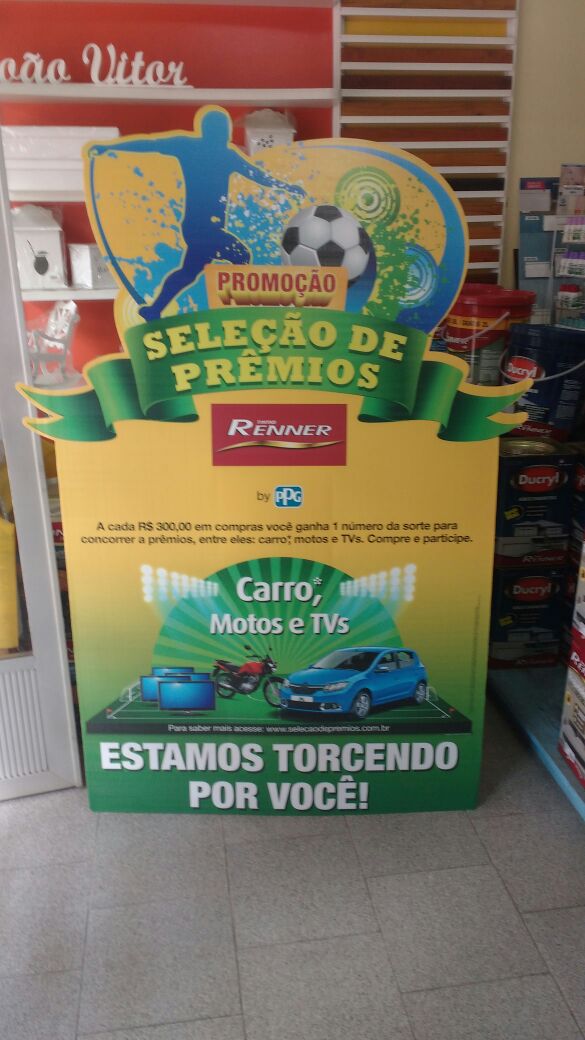 oão Vitor
PROMOÇÃO
SELEÇÃO DE
PRÊMIOS
TINTAS
RENNER
by PPG
A cada R$ 300,00 em compras você ganha 1 número da sorte para
concorrer a prêmios, entre eles: carro*, motos e TVs. Compre e participe.
Carro*,
Motos e TVs
Para saber mais acesse: www.selecaodepremios.com.br
ESTAMOS TORCENDO
POR VOCÊ!
Ducryl
Ducryl
Ducryl